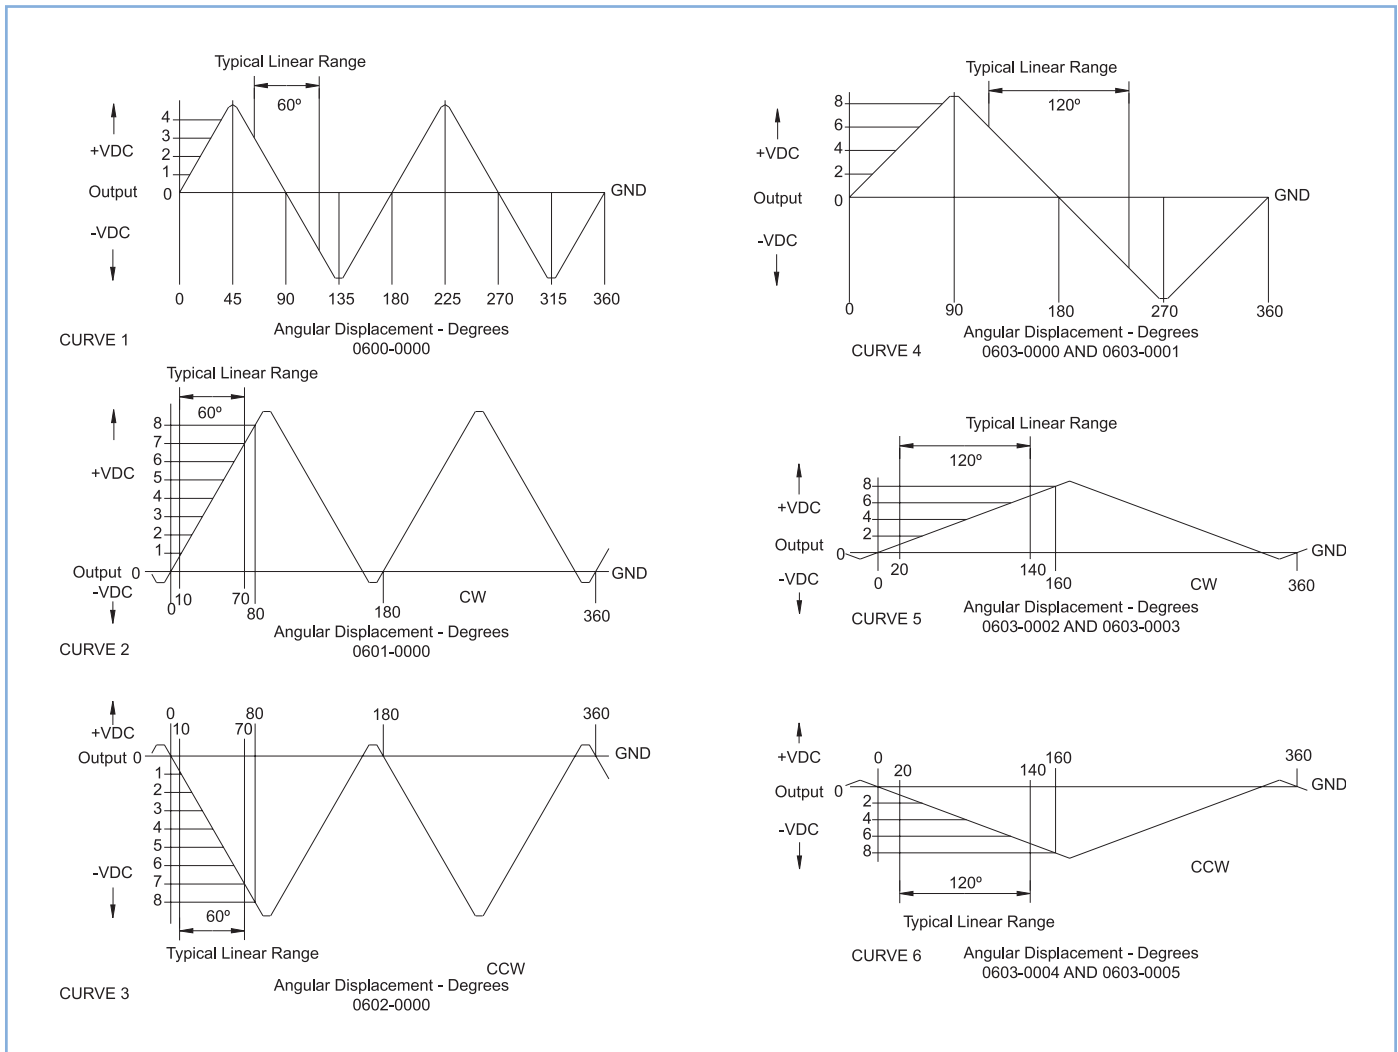 Typical Linear Range
60º
4
3
2
1
+VDC
Output
0
GND
-VDC
0 45 90 135 180 225 270 315 360
Angular Displacement - Degrees
0600-0000
CURVE 1
Typical Linear Range
60º
8
7
6
5
4
3
2
1
+VDC
Output 0
GND
-VDC
0 10 70 80 180 360
CW
Angular Displacement - Degrees
0601-0000
CURVE 2
0 10 70 80 180 360
+VDC
Output 0
GND
1
2
3
4
5
6
7
8
-VDC
60º
Typical Linear Range
CCW
Angular Displacement - Degrees
0602-0000
CURVE 3
Typical Linear Range
120º
8
6
4
2
+VDC
Output
0
GND
-VDC
0 90 180 270 360
Angular Displacement - Degrees
0603-0000 AND 0603-0001
CURVE 4
Typical Linear Range
120º
8
6
4
2
+VDC
Output
0
GND
-VDC
0 20 140 160 360
CW
Angular Displacement - Degrees
0603-0002 AND 0603-0003
CURVE 5
+VDC
0 20 140 160 360
Output 0
GND
2
4
6
8
-VDC
CCW
120º
Typical Linear Range
Angular Displacement - Degrees
0603-0004 AND 0603-0005
CURVE 6